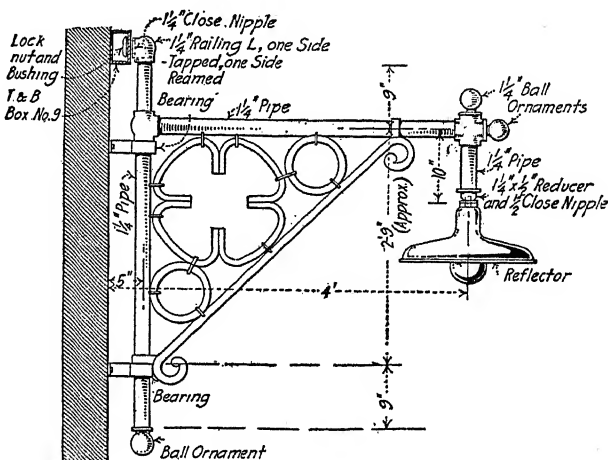 1¼" Close Nipple
Lock
nut and
Bushing
T. & B
Box No. 9
1¼" Railing L, one Side
Tapped, one Side
Reamed
Bearing
1¼" Pipe
9"
1¼" Ball
Ornaments
1¼" Pipe
1¼" x ½" Reducer
and ½" Close Nipple
10"
2'9"
(Approx.)
1¼" Pipe
Reflector
5"
4'
Bearing
9"
Ball Ornament